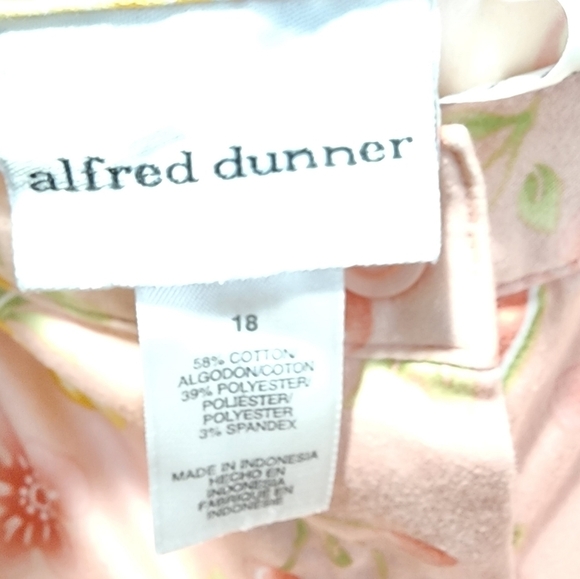 alfred dunner
18
58% COTTON
ALGODON/COTON
39% POLYESTER/
POLIESTER/
POLYESTER
3% SPANDEX
MADE IN INDONESIA
HECHO EN
INDONESIA
FABRIQUE EN
INDONESIE